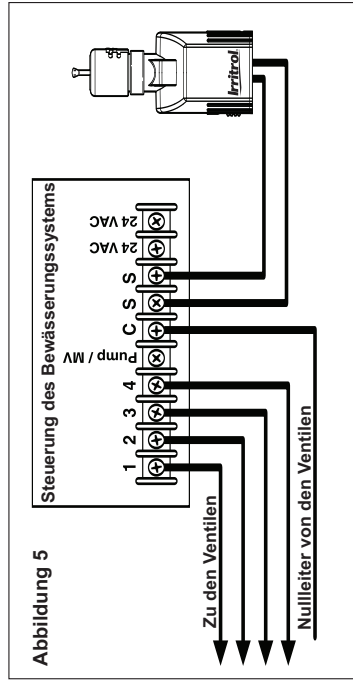 Abbildung 5
Steuerung des Bewässerungssystems
1 2 3 4 Pump / MV C S S 24 VAC 24 VAC
Zu den Ventilen
Nullleiter von den Ventilen
Irritrol